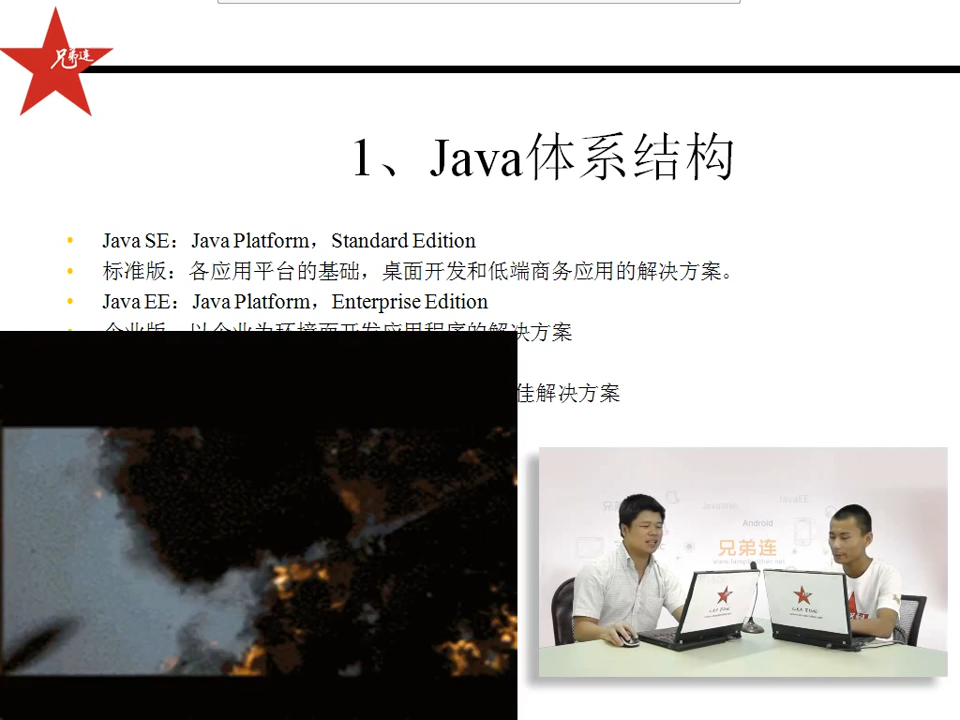 兄弟连
1、Java体系结构
Java SE：Java Platform，Standard Edition
标准版：各应用平台的基础，桌面开发和低端商务应用的解决方案。
Java EE：Java Platform，Enterprise Edition
企业版：以企业为环境而开发应用程序的解决方案
佳解决方案
JavaEE
Android
兄弟连